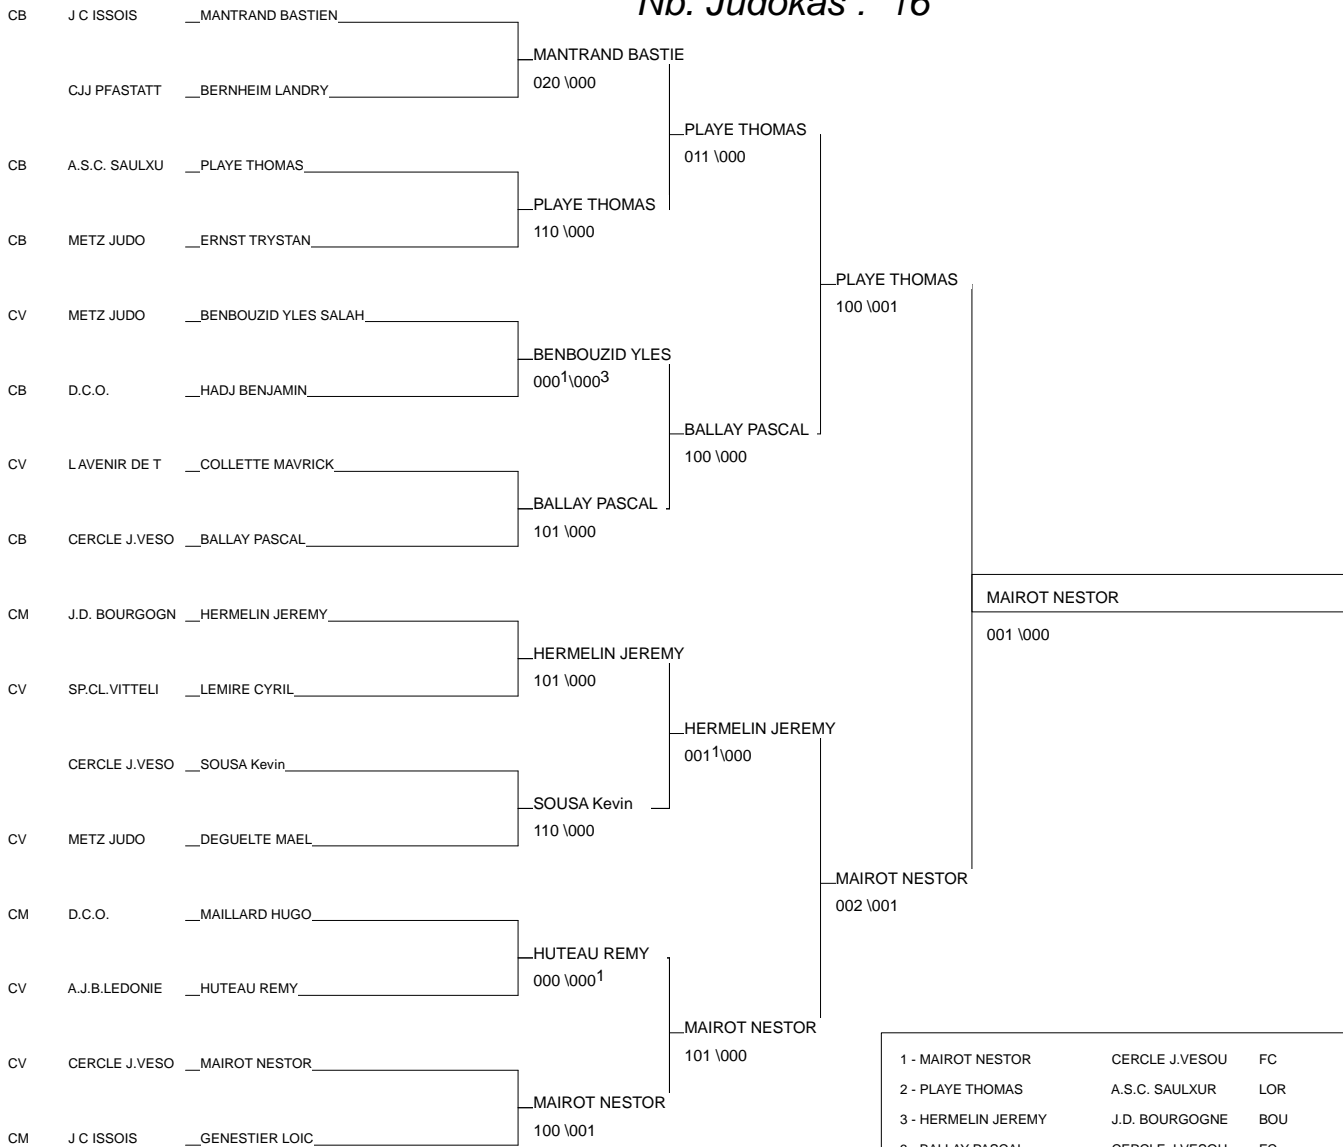 Nb. Judokas : 16
CB J C ISSOIS MANTRAND BASTIEN
MANTRAND BASTIE
020 \000
CJJ PFASTATT BERNHEIM LANDRY
PLAYE THOMAS
011 \000
CB A.S.C. SAULXU PLAYE THOMAS
PLAYE THOMAS
110 \000
CB METZ JUDO ERNST TRYSTAN
PLAYE THOMAS
100 \001
CV METZ JUDO BENBOUZID YLES SALAH
BENBOUZID YLES
000¹\000³
CB D.C.O. HADJ BENJAMIN
BALLAY PASCAL
100 \000
CV L AVENIR DE T COLLETTE MAVRICK
BALLAY PASCAL
101 \000
CB CERCLE J.VESO BALLAY PASCAL
MAIROT NESTOR
001 \000
CM J.D. BOURGOGN HERMELIN JEREMY
HERMELIN JEREMY
101 \000
CV SP.CL.VITTELI LEMIRE CYRIL
HERMELIN JEREMY
001¹\000
CERCLE J.VESO SOUSA Kevin
SOUSA Kevin
110 \000
CV METZ JUDO DEGUELTE MAEL
MAIROT NESTOR
002 \001
CM D.C.O. MAILLARD HUGO
HUTEAU REMY
000 \000¹
CV A.J.B.LEDONIE HUTEAU REMY
MAIROT NESTOR
101 \000
CV CERCLE J.VESO MAIROT NESTOR
MAIROT NESTOR
100 \001
CM J C ISSOIS GENESTIER LOIC
1 - MAIROT NESTOR CERCLE J.VESOU FC
2 - PLAYE THOMAS A.S.C. SAULXUR LOR
3 - HERMELIN JEREMY J.D. BOURGOGNE BOU
3 - BALLAY PASCAL CERCLE J.VESOU FC